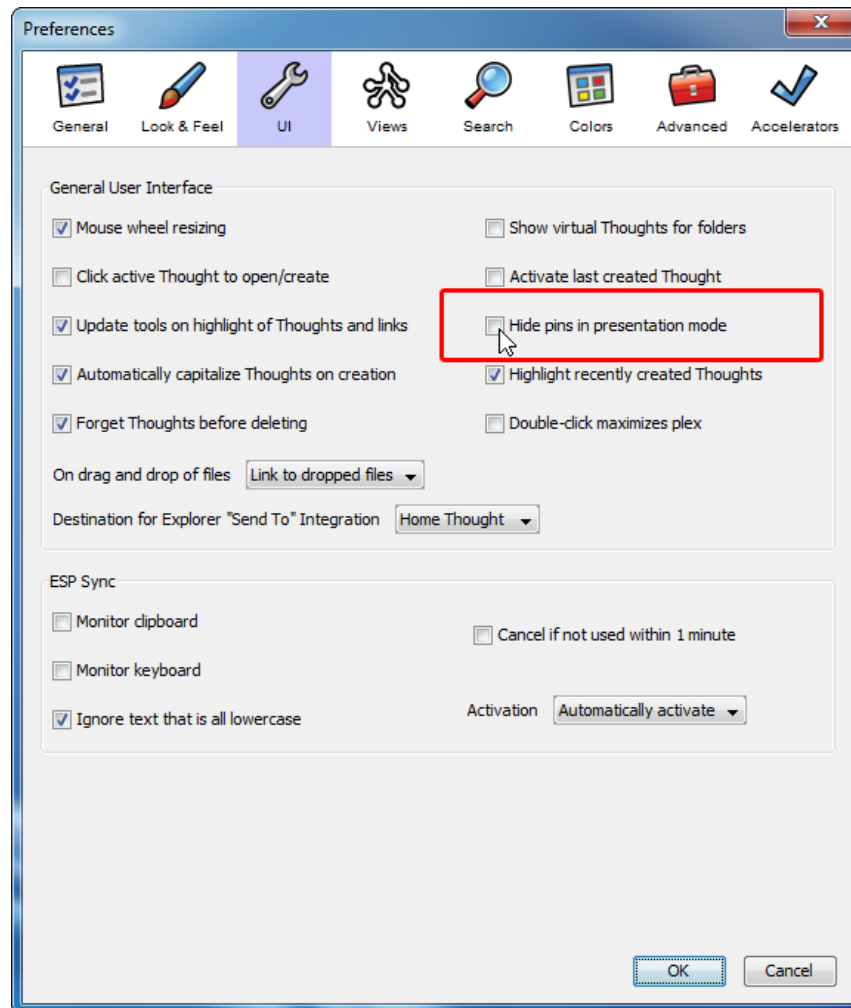 Preferences
General Look & Feel UI Views Search Colors Advanced Accelerators
General User Interface
Mouse wheel resizing
Show virtual Thoughts for folders
Click active Thought to open/create
Activate last created Thought
Update tools on highlight of Thoughts and links
Hide pins in presentation mode
Automatically capitalize Thoughts on creation
Highlight recently created Thoughts
Forget Thoughts before deleting
Double-click maximizes plex
On drag and drop of files Link to dropped files
Destination for Explorer "Send To" Integration Home Thought
ESP Sync
Monitor clipboard
Cancel if not used within 1 minute
Monitor keyboard
Ignore text that is all lowercase
Activation Automatically activate
OK Cancel